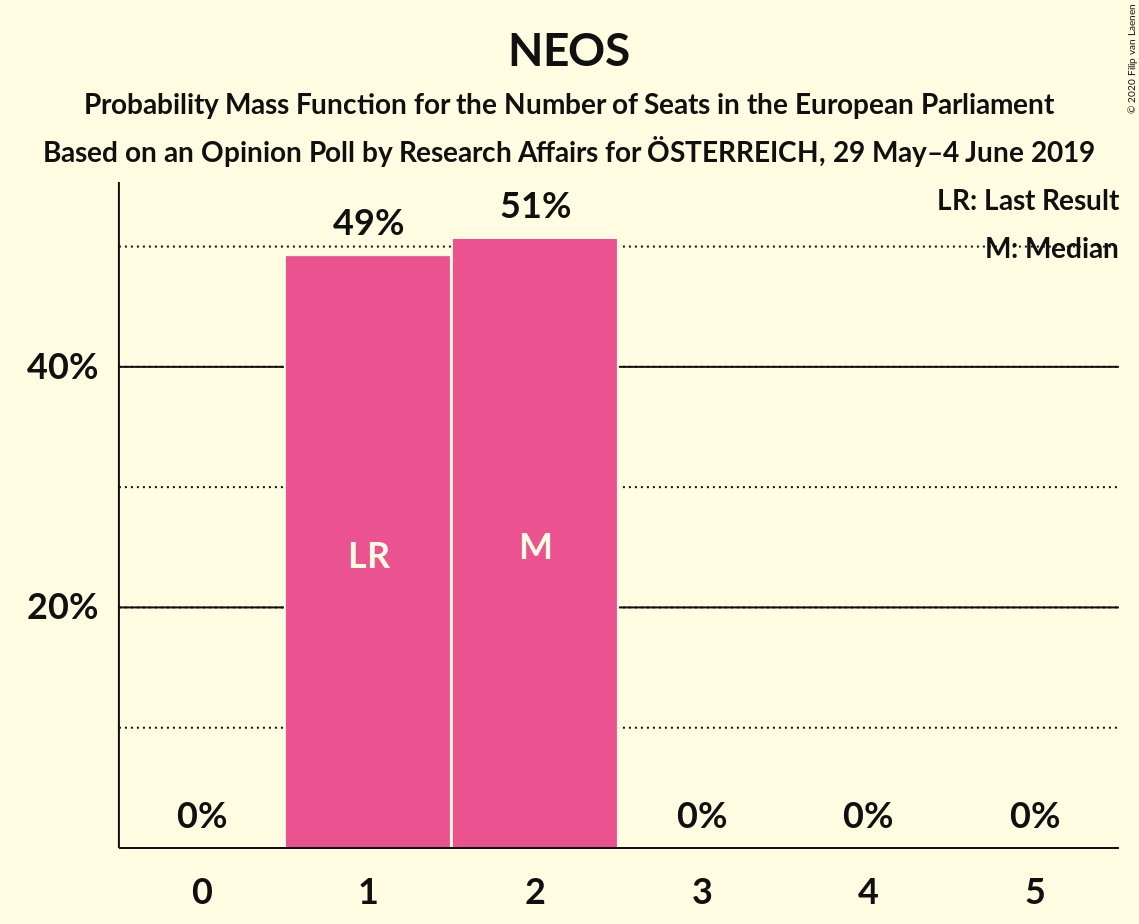 NEOS
Probability Mass Function for the Number of Seats in the European Parliament
Based on an Opinion Poll by Research Affairs for ÖSTERREICH, 29 May–4 June 2019
© 2020 Filip van Laenen
LR: Last Result
M: Median
49%
51%
40%
20%
LR
M
0%
0%
0%
0%
0
1
2
3
4
5